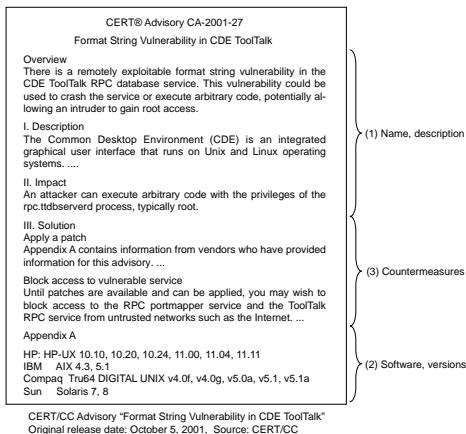 CERT® Advisory CA-2001-27
Format String Vulnerability in CDE ToolTalk
Overview
There is a remotely exploitable format string vulnerability in the
CDE ToolTalk RPC database service. This vulnerability could be
used to crash the service or execute arbitrary code, potentially al-
lowing an intruder to gain root access.
I. Description
The Common Desktop Environment (CDE) is an integrated
graphical user interface that runs on Unix and Linux operating
systems. ....
II. Impact
An attacker can execute arbitrary code with the privileges of the
rpc.ttdbserverd process, typically root.
(1) Name, description
III. Solution
Apply a patch
Appendix A contains information from vendors who have provided
information for this advisory. ...
Block access to vulnerable service
Until patches are available and can be applied, you may wish to
block access to the RPC portmapper service and the ToolTalk
RPC service from untrusted networks such as the Internet. ...
(3) Countermeasures
Appendix A
HP: HP-UX 10.10, 10.20, 10.24, 11.00, 11.04, 11.11
IBM AIX 4.3, 5.1
Compaq Tru64 DIGITAL UNIX v4.0f, v4.0g, v5.0a, v5.1, v5.1a
Sun Solaris 7, 8
(2) Software, versions
CERT/CC Advisory “Format String Vulnerability in CDE ToolTalk”
Original release date: October 5, 2001, Source: CERT/CC